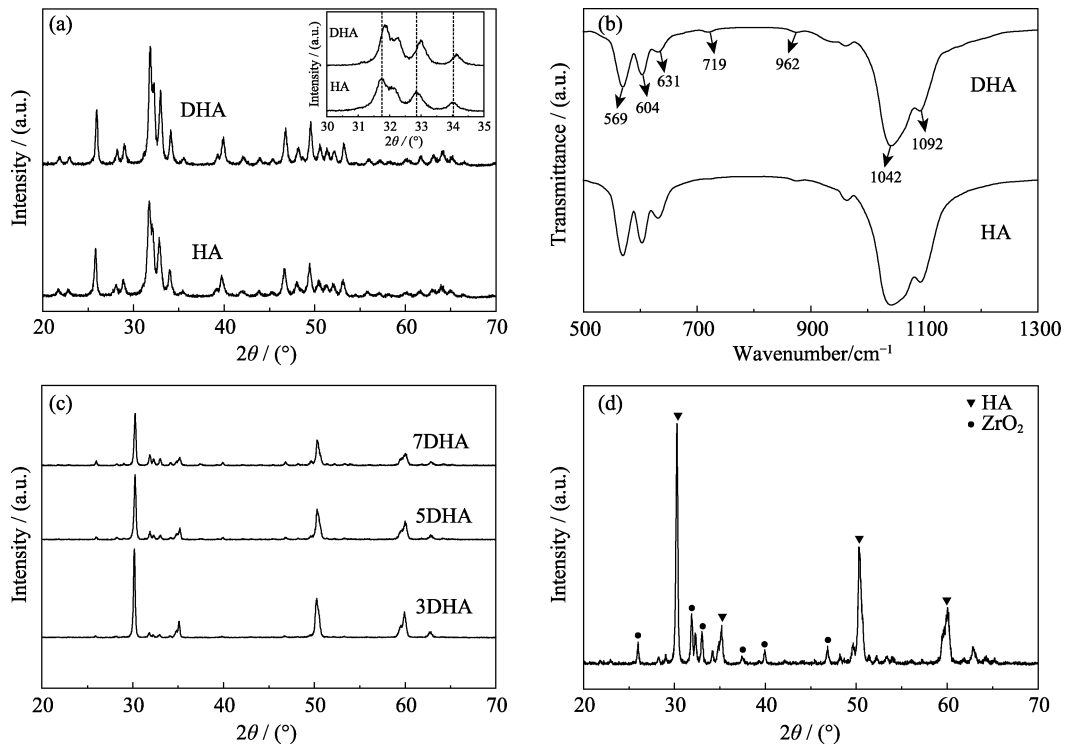 (a)
DHA
HA
Intensity / (a.u.)
20 30 40 50 60 70
2θ / (°)
DHA
HA
Intensity / (a.u.)
30 31 32 33 34 35
2θ / (°)
(b)
719
962
631
604
569
DHA
1092
1042
HA
Transmittance / (a.u.)
500 700 900 1100 1300
Wavenumber/cm⁻¹
(c)
7DHA
5DHA
3DHA
Intensity / (a.u.)
20 30 40 50 60 70
2θ / (°)
(d)
▼ HA
● ZrO₂
Intensity / (a.u.)
20 30 40 50 60 70
2θ / (°)